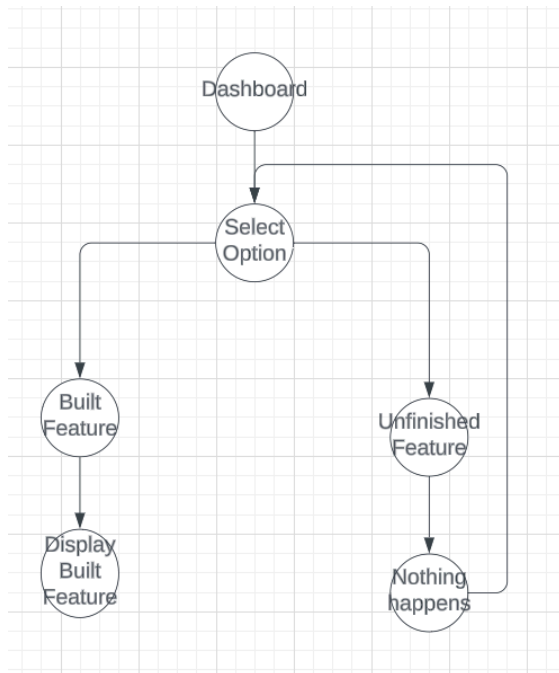 Dashboard
Select
Option
Built
Feature
Unfinished
Feature
Display
Built
Feature
Nothing
happens